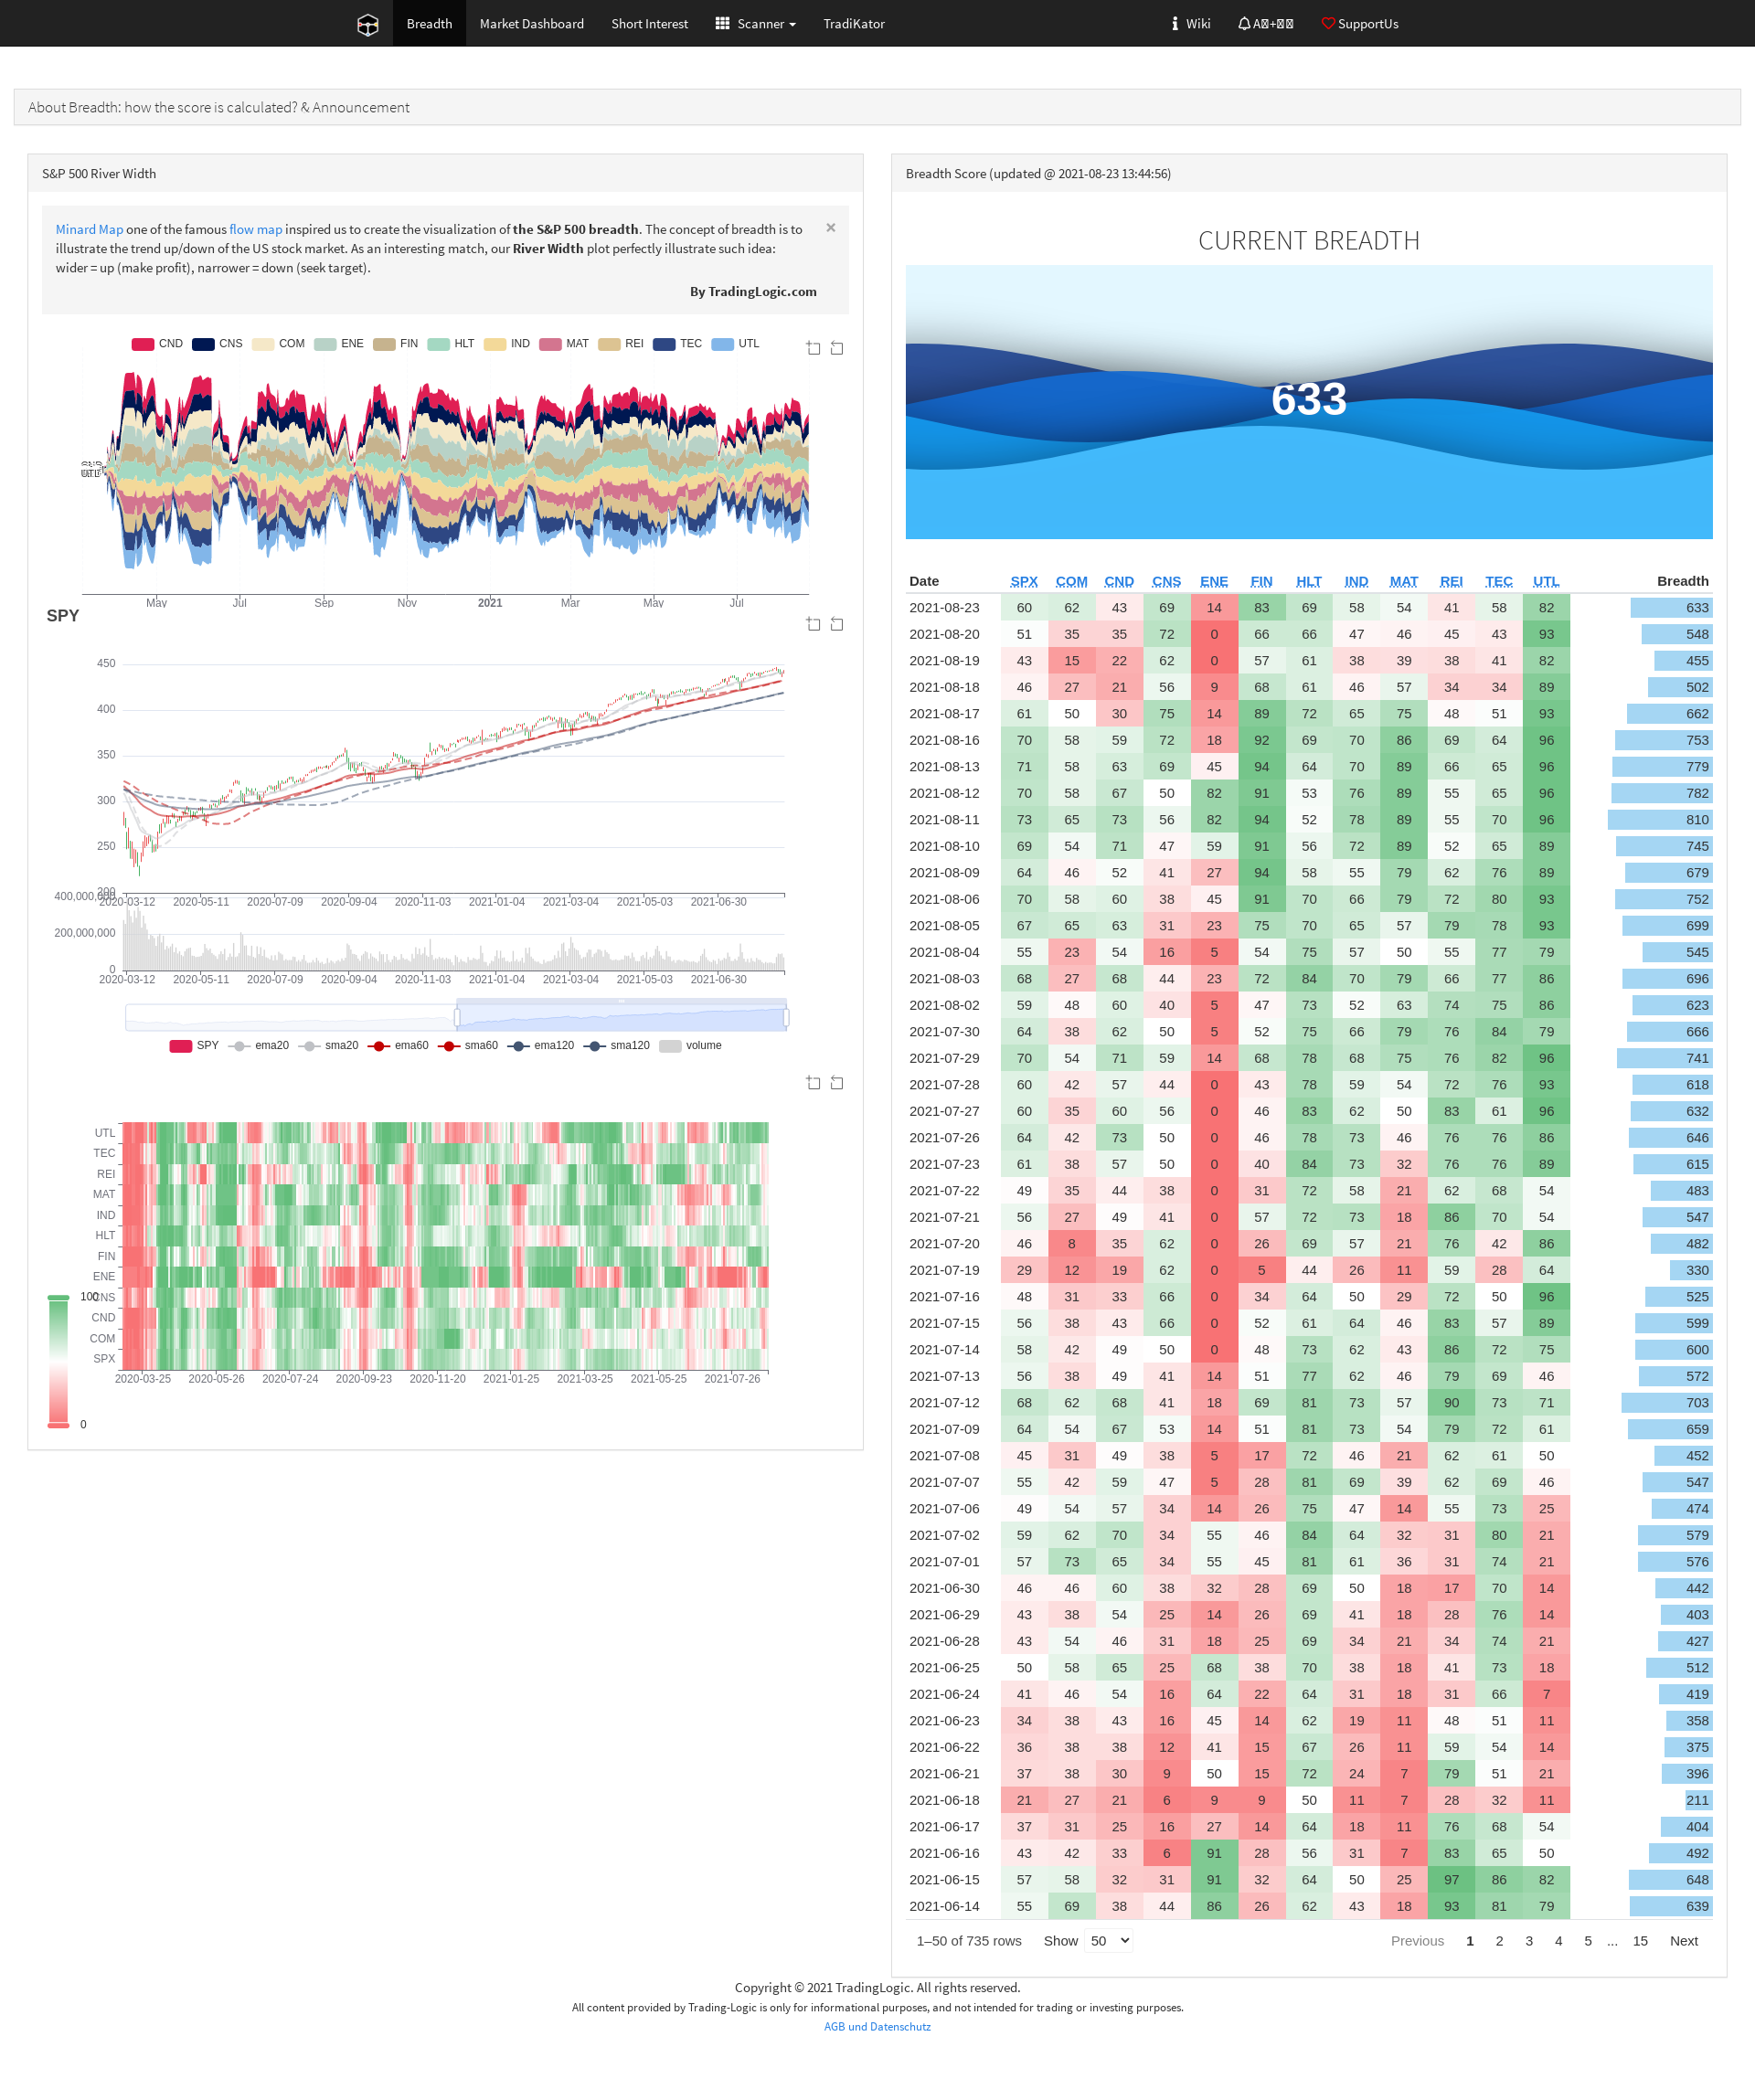 Breadth Market Dashboard Short Interest Scanner TradiKator Wiki SupportUs
About Breadth: how the score is calculated? & Announcement
S&P 500 River Width
Minard Map one of the famous flow map inspired us to create the visualization of the S&P 500 breadth. The concept of breadth is to
illustrate the trend up/down of the US stock market. As an interesting match, our River Width plot perfectly illustrate such idea:
wider = up (make profit), narrower = down (seek target).
×
By TradingLogic.com
CND CNS COM ENE FIN HLT IND MAT REI TEC UTL
UTL
May Jul Sep Nov 2021 Mar May Jul
SPY
450
400
350
300
250
200
2020-03-12 2020-05-11 2020-07-09 2020-09-04 2020-11-03 2021-01-04 2021-03-04 2021-05-03 2021-06-30
400,000,000
200,000,000
0
2020-03-12 2020-05-11 2020-07-09 2020-09-04 2020-11-03 2021-01-04 2021-03-04 2021-05-03 2021-06-30
SPY ema20 sma20 ema60 sma60 ema120 sma120 volume
UTL
TEC
REI
MAT
IND
HLT
FIN
ENE
CNS
CND
COM
SPX
100
0
2020-03-25 2020-05-26 2020-07-24 2020-09-23 2020-11-20 2021-01-25 2021-03-25 2021-05-25 2021-07-26
Breadth Score (updated @ 2021-08-23 13:44:56)
CURRENT BREADTH
633
Date SPX COM CND CNS ENE FIN HLT IND MAT REI TEC UTL Breadth
2021-08-23 60 62 43 69 14 83 69 58 54 41 58 82 633
2021-08-20 51 35 35 72 0 66 66 47 46 45 43 93 548
2021-08-19 43 15 22 62 0 57 61 38 39 38 41 82 455
2021-08-18 46 27 21 56 9 68 61 46 57 34 34 89 502
2021-08-17 61 50 30 75 14 89 72 65 75 48 51 93 662
2021-08-16 70 58 59 72 18 92 69 70 86 69 64 96 753
2021-08-13 71 58 63 69 45 94 64 70 89 66 65 96 779
2021-08-12 70 58 67 50 82 91 53 76 89 55 65 96 782
2021-08-11 73 65 73 56 82 94 52 78 89 55 70 96 810
2021-08-10 69 54 71 47 59 91 56 72 89 52 65 89 745
2021-08-09 64 46 52 41 27 94 58 55 79 62 76 89 679
2021-08-06 70 58 60 38 45 91 70 66 79 72 80 93 752
2021-08-05 67 65 63 31 23 75 70 65 57 79 78 93 699
2021-08-04 55 23 54 16 5 54 75 57 50 55 77 79 545
2021-08-03 68 27 68 44 23 72 84 70 79 66 77 86 696
2021-08-02 59 48 60 40 5 47 73 52 63 74 75 86 623
2021-07-30 64 38 62 50 5 52 75 66 79 76 84 79 666
2021-07-29 70 54 71 59 14 68 78 68 75 76 82 96 741
2021-07-28 60 42 57 44 0 43 78 59 54 72 76 93 618
2021-07-27 60 35 60 56 0 46 83 62 50 83 61 96 632
2021-07-26 64 42 73 50 0 46 78 73 46 76 76 86 646
2021-07-23 61 38 57 50 0 40 84 73 32 76 76 89 615
2021-07-22 49 35 44 38 0 31 72 58 21 62 68 54 483
2021-07-21 56 27 49 41 0 57 72 73 18 86 70 54 547
2021-07-20 46 8 35 62 0 26 69 57 21 76 42 86 482
2021-07-19 29 12 19 62 0 5 44 26 11 59 28 64 330
2021-07-16 48 31 33 66 0 34 64 50 29 72 50 96 525
2021-07-15 56 38 43 66 0 52 61 64 46 83 57 89 599
2021-07-14 58 42 49 50 0 48 73 62 43 86 72 75 600
2021-07-13 56 38 49 41 14 51 77 62 46 79 69 46 572
2021-07-12 68 62 68 41 18 69 81 73 57 90 73 71 703
2021-07-09 64 54 67 53 14 51 81 73 54 79 72 61 659
2021-07-08 45 31 49 38 5 17 72 46 21 62 61 50 452
2021-07-07 55 42 59 47 5 28 81 69 39 62 69 46 547
2021-07-06 49 54 57 34 14 26 75 47 14 55 73 25 474
2021-07-02 59 62 70 34 55 46 84 64 32 31 80 21 579
2021-07-01 57 73 65 34 55 45 81 61 36 31 74 21 576
2021-06-30 46 46 60 38 32 28 69 50 18 17 70 14 442
2021-06-29 43 38 54 25 14 26 69 41 18 28 76 14 403
2021-06-28 43 54 46 31 18 25 69 34 21 34 74 21 427
2021-06-25 50 58 65 25 68 38 70 38 18 41 73 18 512
2021-06-24 41 46 54 16 64 22 64 31 18 31 66 7 419
2021-06-23 34 38 43 16 45 14 62 19 11 48 51 11 358
2021-06-22 36 38 38 12 41 15 67 26 11 59 54 14 375
2021-06-21 37 38 30 9 50 15 72 24 7 79 51 21 396
2021-06-18 21 27 21 6 9 9 50 11 7 28 32 11 211
2021-06-17 37 31 25 16 27 14 64 18 11 76 68 54 404
2021-06-16 43 42 33 6 91 28 56 31 7 83 65 50 492
2021-06-15 57 58 32 31 91 32 64 50 25 97 86 82 648
2021-06-14 55 69 38 44 86 26 62 43 18 93 81 79 639
1–50 of 735 rows Show 50 Previous 1 2 3 4 5 ... 15 Next
Copyright © 2021 TradingLogic. All rights reserved.
All content provided by Trading-Logic is only for informational purposes, and not intended for trading or investing purposes.
AGB und Datenschutz